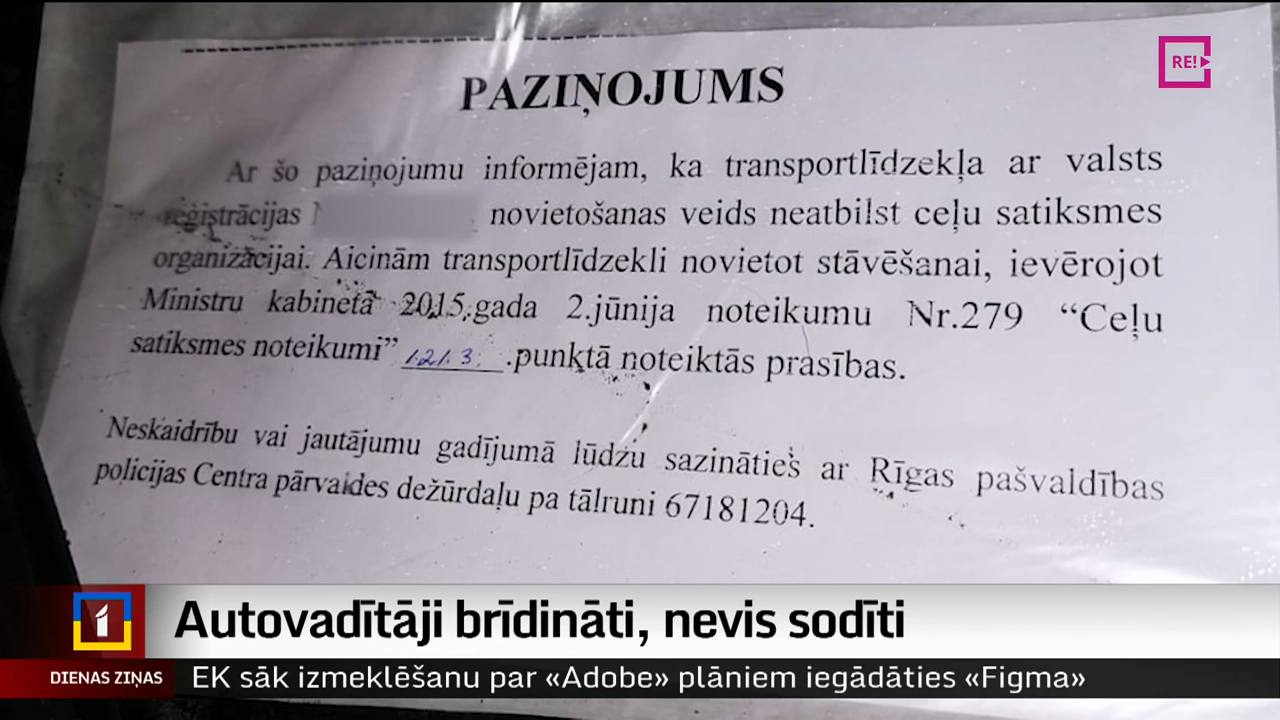 RE!
PAZIŅOJUMS
Ar šo paziņojumu informējam, ka transportlīdzekļa ar valsts
reģistrācijas N novietošanas veids neatbilst ceļu satiksmes
organizācijai. Aicinām transportlīdzekli novietot stāvēšanai, ievērojot
Ministru kabineta 2015.gada 2.jūnija noteikumu Nr.279 “Ceļu
satiksmes noteikumi” 121.3. .punktā noteiktās prasības.
Neskaidrību vai jautājumu gadījumā lūdzu sazināties ar Rīgas pašvaldības
policijas Centra pārvaldes dežūrdaļu pa tālruni 67181204.
1
Autovadītāji brīdināti, nevis sodīti
DIENAS ZIŅAS EK sāk izmeklēšanu par «Adobe» plāniem iegādāties «Figma»